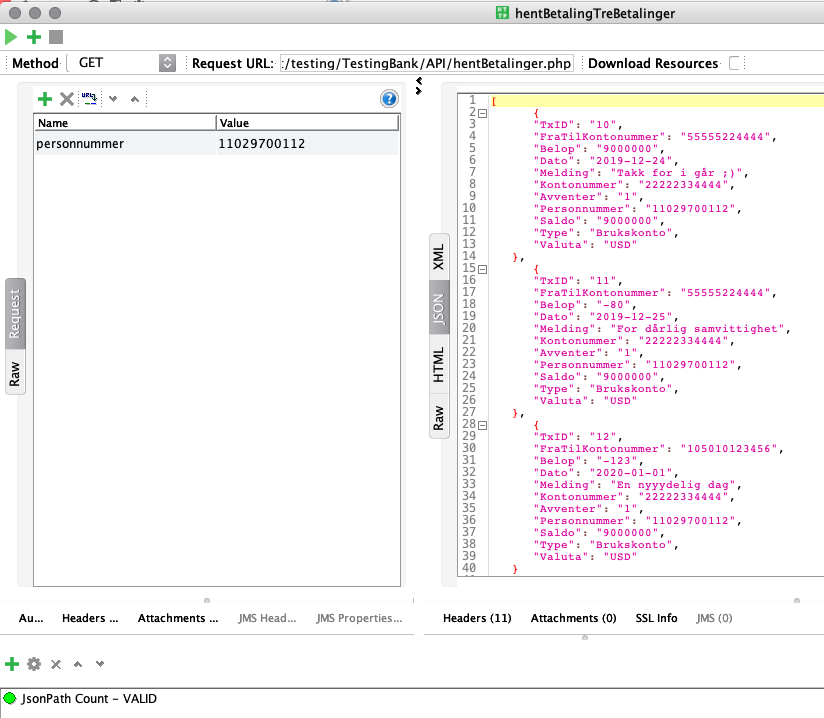 hentBetalingTreBetalinger
Method GET Request URL: :/testing/TestingBank/API/hentBetalinger.php Download Resources
URL
?
Name Value
personnummer 11029700112
Request
Raw
XML
JSON
HTML
Raw
1 [
2 {
3 "TxID": "10",
4 "FraTilKontonummer": "55555224444",
5 "Belop": "9000000",
6 "Dato": "2019-12-24",
7 "Melding": "Takk for i går ;)",
8 "Kontonummer": "22222334444",
9 "Avventer": "1",
10 "Personnummer": "11029700112",
11 "Saldo": "9000000",
12 "Type": "Brukskonto",
13 "Valuta": "USD"
14 },
15 {
16 "TxID": "11",
17 "FraTilKontonummer": "55555224444",
18 "Belop": "-80",
19 "Dato": "2019-12-25",
20 "Melding": "For dårlig samvittighet",
21 "Kontonummer": "22222334444",
22 "Avventer": "1",
23 "Personnummer": "11029700112",
24 "Saldo": "9000000",
25 "Type": "Brukskonto",
26 "Valuta": "USD"
27 },
28 {
29 "TxID": "12",
30 "FraTilKontonummer": "105010123456",
31 "Belop": "-123",
32 "Dato": "2020-01-01",
33 "Melding": "En nyyydelig dag",
34 "Kontonummer": "22222334444",
35 "Avventer": "1",
36 "Personnummer": "11029700112",
37 "Saldo": "9000000",
38 "Type": "Brukskonto",
39 "Valuta": "USD"
40 }
Au... Headers ... Attachments ... JMS Head... JMS Properties...
Headers (11) Attachments (0) SSL Info JMS (0)
JsonPath Count - VALID